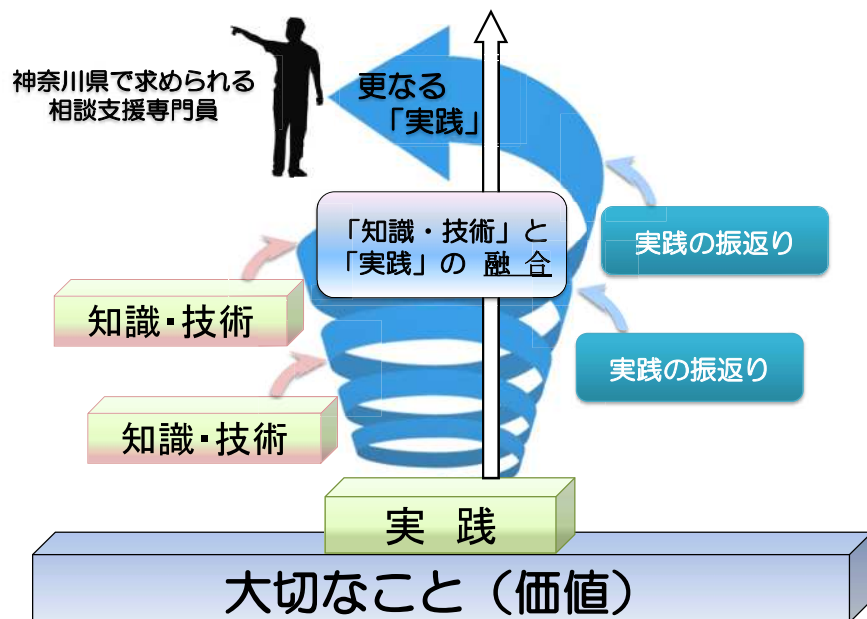 神奈川県で求められる
相談支援専門員
更なる
「実践」
「知識・技術」と
「実践」の 融 合
実践の振返り
知識・技術
実践の振返り
知識・技術
実 践
大切なこと（価値）